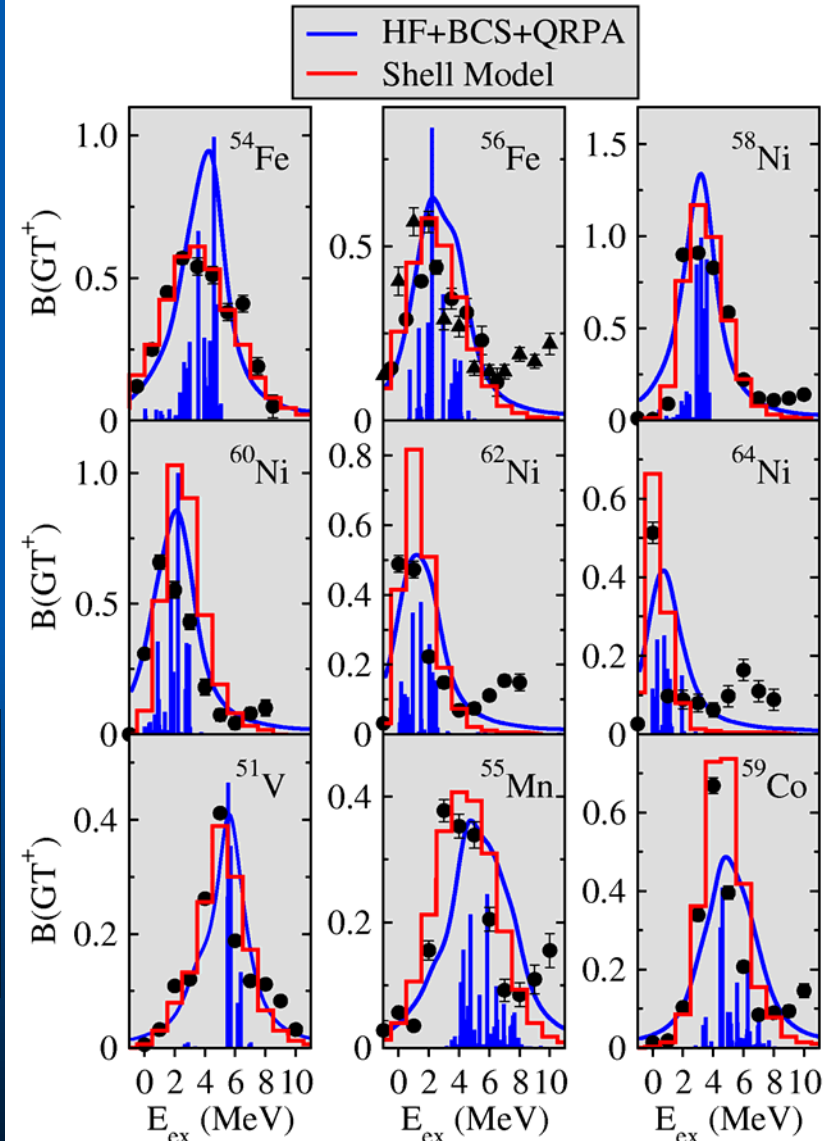 HF+BCS+QRPA
Shell Model
B(GT⁺)
1.0
0.5
0
⁵⁴Fe
0.5
0
⁵⁶Fe
1.5
1.0
0.5
0
⁵⁸Ni
B(GT⁺)
1.0
0.5
0
⁶⁰Ni
0.8
0.6
0.4
0.2
0
⁶²Ni
0.6
0.4
0.2
0
⁶⁴Ni
B(GT⁺)
0.4
0.2
0
⁵¹V
0.4
0.2
0
⁵⁵Mn
0.6
0.4
0.2
0
⁵⁹Co
0 2 4 6 8 10
0 2 4 6 8 10
0 2 4 6 8 10
E_ex (MeV)
E_ex (MeV)
E_ex (MeV)